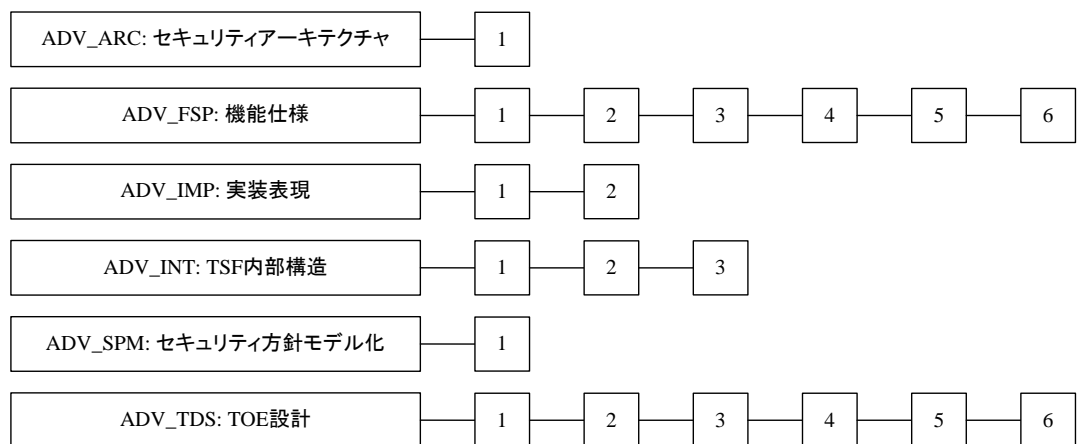 ADV_ARC: セキュリティアーキテクチャ 1
ADV_FSP: 機能仕様 1 2 3 4 5 6
ADV_IMP: 実装表現 1 2
ADV_INT: TSF内部構造 1 2 3
ADV_SPM: セキュリティ方針モデル化 1
ADV_TDS: TOE設計 1 2 3 4 5 6